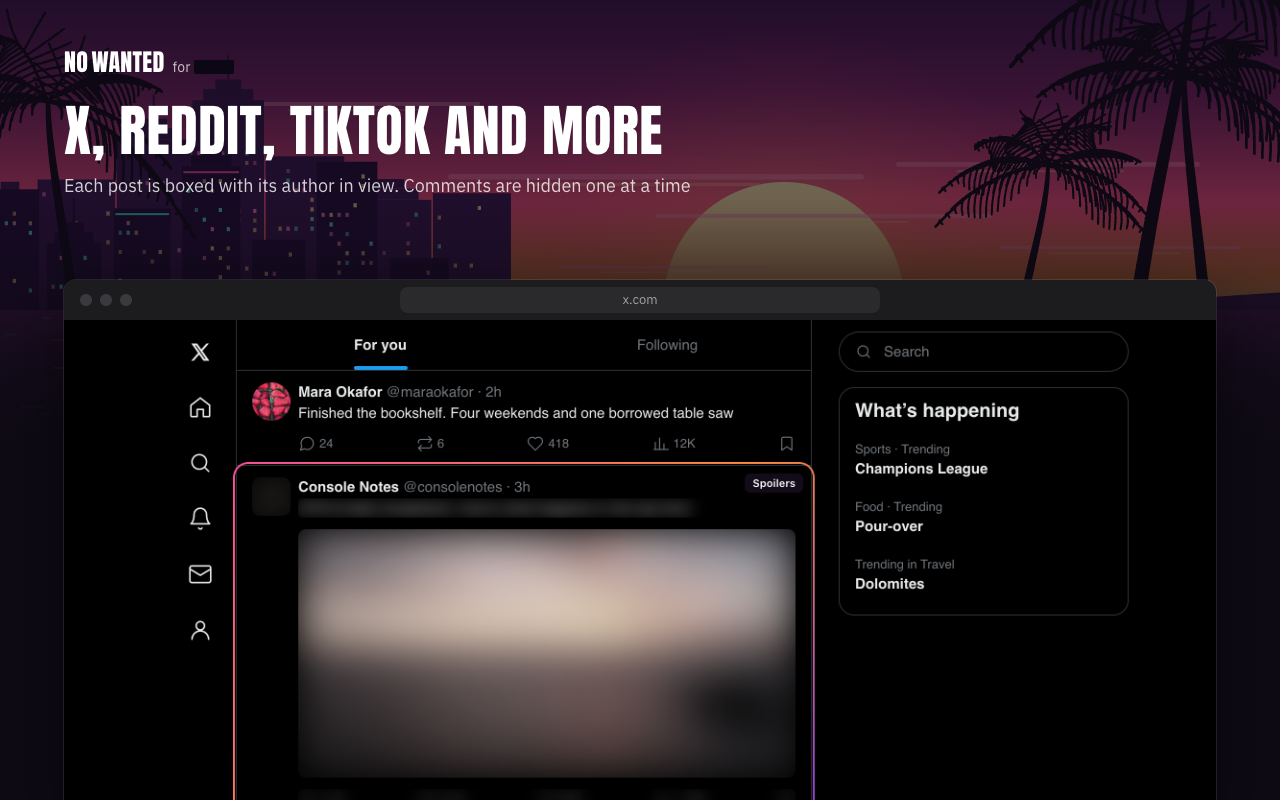 NO WANTED for
X, REDDIT, TIKTOK AND MORE
Each post is boxed with its author in view. Comments are hidden one at a time
x.com
For you
Following
Search
Mara Okafor @maraokafor · 2h
Finished the bookshelf. Four weekends and one borrowed table saw
24
6
418
12K
Console Notes @consolenotes · 3h
Spoilers
What’s happening
Sports · Trending
Champions League
Food · Trending
Pour-over
Trending in Travel
Dolomites